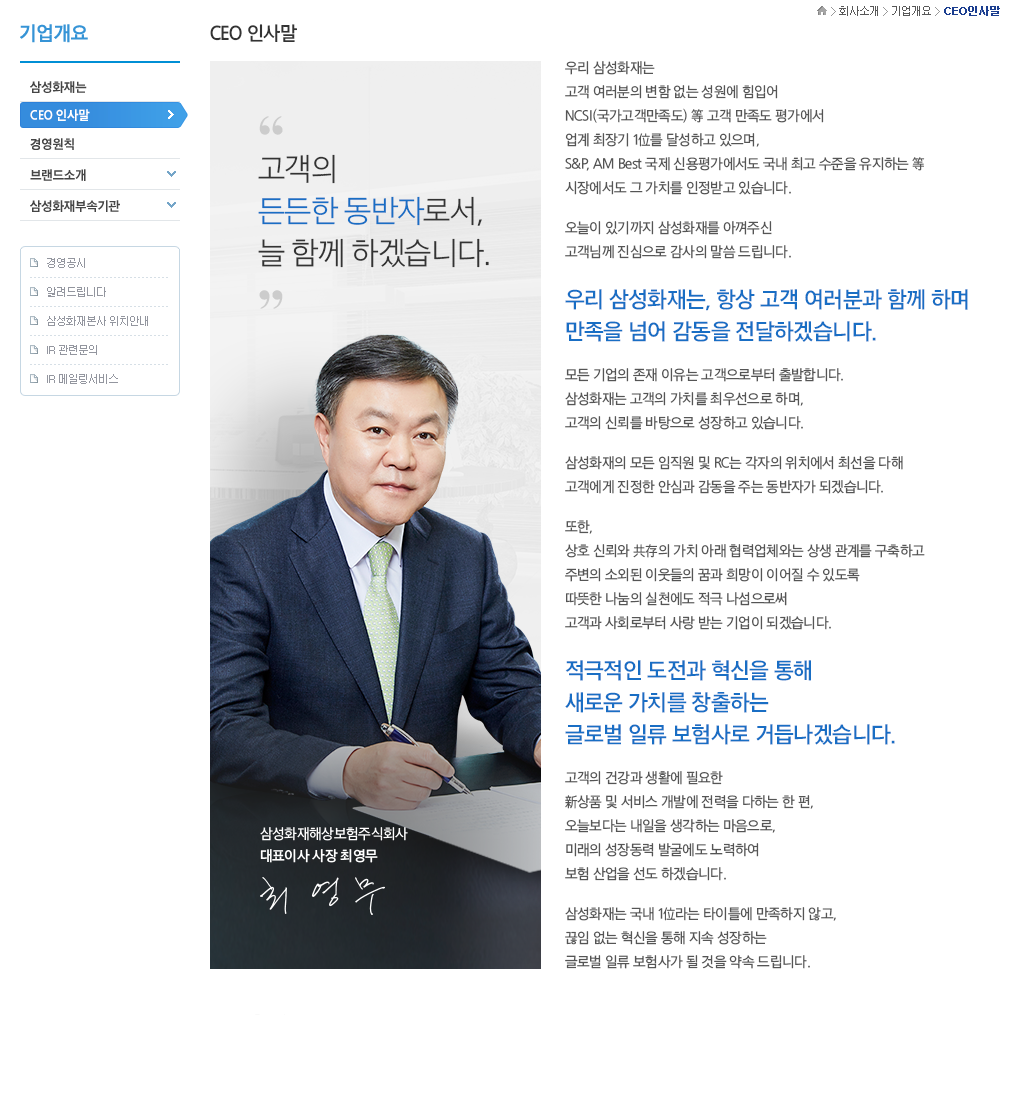 회사소개 기업개요 CEO인사말
기업개요
삼성화재는
CEO 인사말
경영원칙
브랜드소개
삼성화재부속기관
경영공시
알려드립니다
삼성화재본사 위치안내
IR 관련문의
IR 메일링서비스
CEO 인사말
“
고객의
든든한 동반자로서,
늘 함께 하겠습니다.
”
삼성화재해상보험주식회사
대표이사 사장 최영무
최영무
우리 삼성화재는
고객 여러분의 변함 없는 성원에 힘입어
NCSI(국가고객만족도) 等 고객 만족도 평가에서
업계 최장기 1位를 달성하고 있으며,
S&P, AM Best 국제 신용평가에서도 국내 최고 수준을 유지하는 等
시장에서도 그 가치를 인정받고 있습니다.
오늘이 있기까지 삼성화재를 아껴주신
고객님께 진심으로 감사의 말씀 드립니다.
우리 삼성화재는, 항상 고객 여러분과 함께 하며
만족을 넘어 감동을 전달하겠습니다.
모든 기업의 존재 이유는 고객으로부터 출발합니다.
삼성화재는 고객의 가치를 최우선으로 하며,
고객의 신뢰를 바탕으로 성장하고 있습니다.
삼성화재의 모든 임직원 및 RC는 각자의 위치에서 최선을 다해
고객에게 진정한 안심과 감동을 주는 동반자가 되겠습니다.
또한,
상호 신뢰와 共存의 가치 아래 협력업체와는 상생 관계를 구축하고
주변의 소외된 이웃들의 꿈과 희망이 이어질 수 있도록
따뜻한 나눔의 실천에도 적극 나섬으로써
고객과 사회로부터 사랑 받는 기업이 되겠습니다.
적극적인 도전과 혁신을 통해
새로운 가치를 창출하는
글로벌 일류 보험사로 거듭나겠습니다.
고객의 건강과 생활에 필요한
新상품 및 서비스 개발에 전력을 다하는 한 편,
오늘보다는 내일을 생각하는 마음으로,
미래의 성장동력 발굴에도 노력하여
보험 산업을 선도 하겠습니다.
삼성화재는 국내 1位라는 타이틀에 만족하지 않고,
끊임 없는 혁신을 통해 지속 성장하는
글로벌 일류 보험사가 될 것을 약속 드립니다.